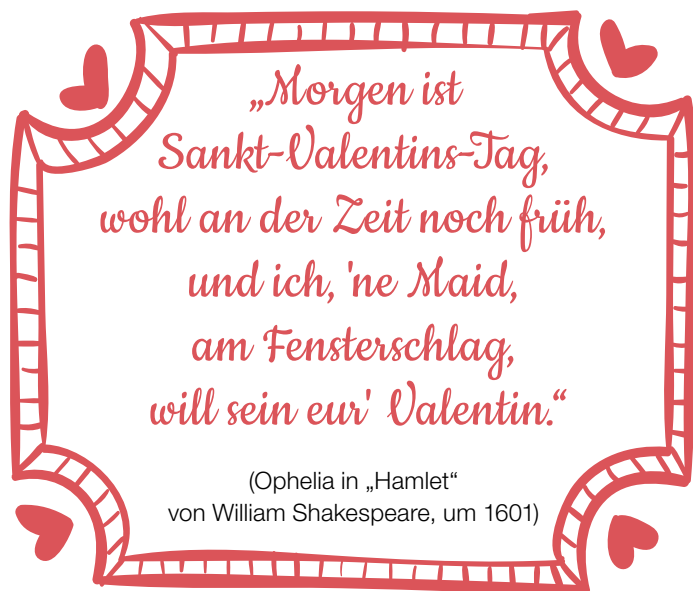 „Morgen ist
Sankt-Valentins-Tag,
wohl an der Zeit noch früh,
und ich, 'ne Maid,
am Fensterschlag,
will sein eur' Valentin.“
(Ophelia in „Hamlet“
von William Shakespeare, um 1601)